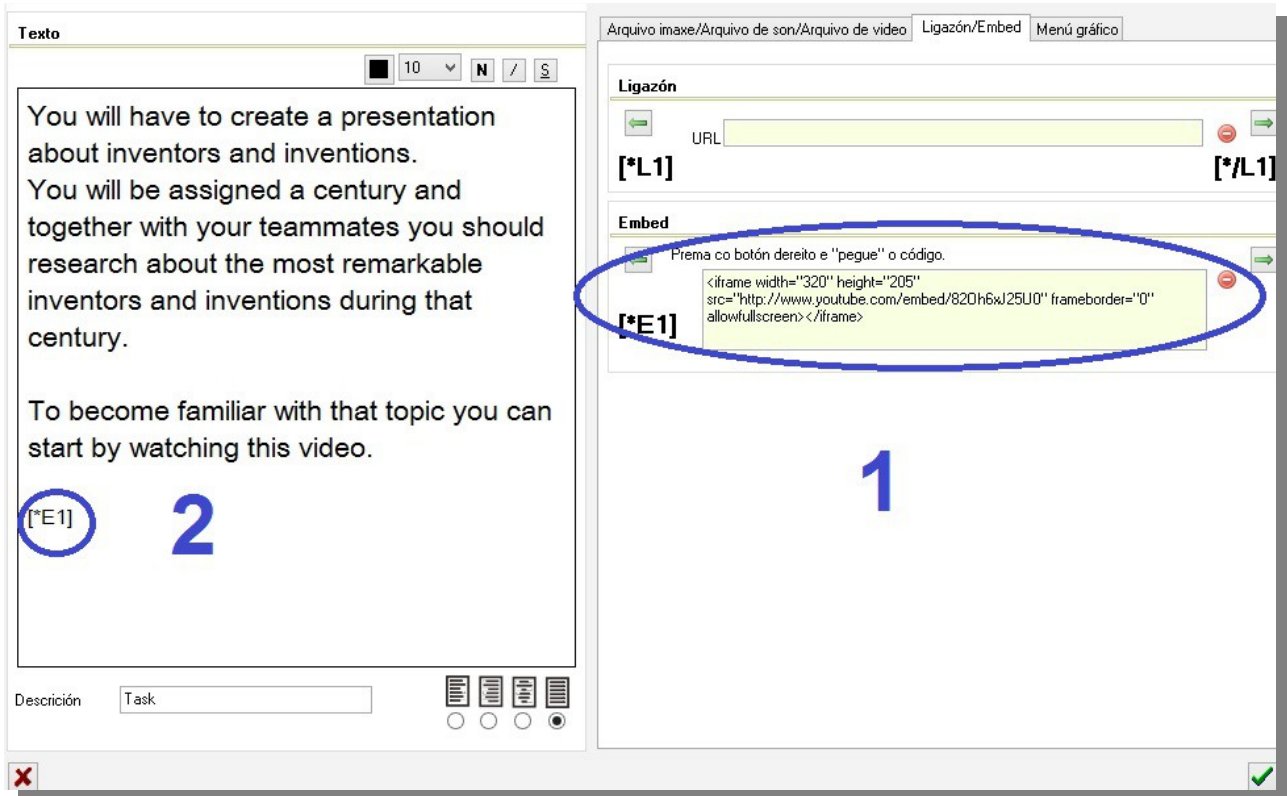 Texto
10 N / S
You will have to create a presentation
about inventors and inventions.
You will be assigned a century and
together with your teammates you should
research about the most remarkable
inventors and inventions during that
century.
To become familiar with that topic you can
start by watching this video.
[*E1]
2
Descrición Task
Arquivo imaxe/Arquivo de son/Arquivo de video Ligazón/Embed Menú gráfico
Ligazón
URL
[*L1] [*/L1]
Embed
Prema co botón dereito e "pegue" o código.
<iframe width="320" height="205"
src="http://www.youtube.com/embed/82Oh6xJ25U0" frameborder="0"
allowfullscreen></iframe>
[*E1]
1